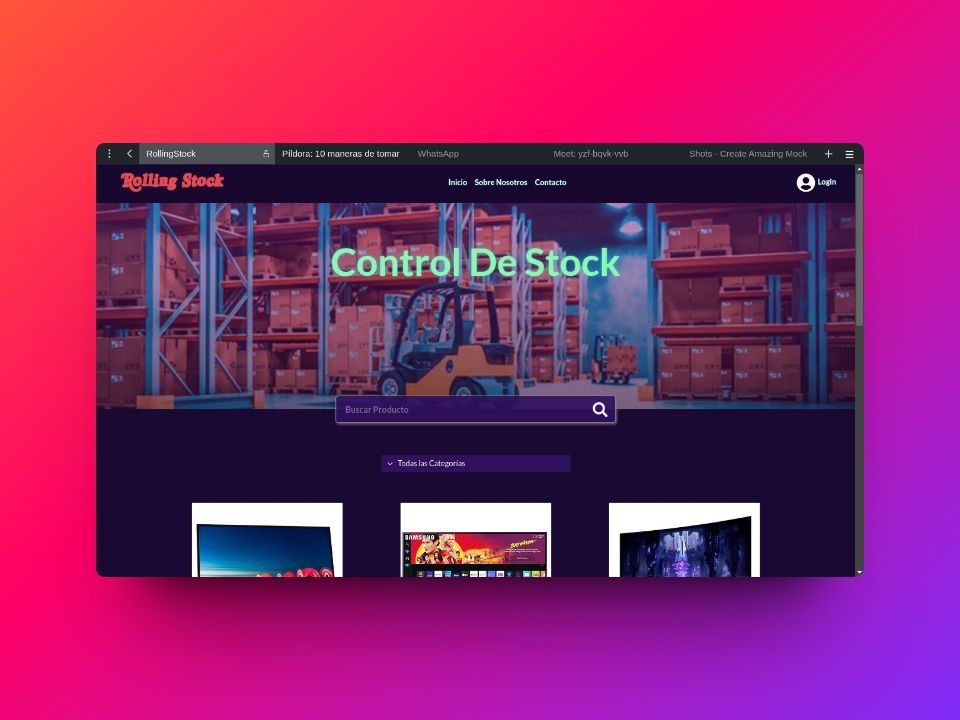 RollingStock
Píldora: 10 maneras de tomar
WhatsApp
Meet: yzf-bqvk-vvb
Shots - Create Amazing Mock
Rolling Stock
Inicio
Sobre Nosotros
Contacto
Login
Control De Stock
Buscar Producto
Todas las Categorías
SAMSUNG